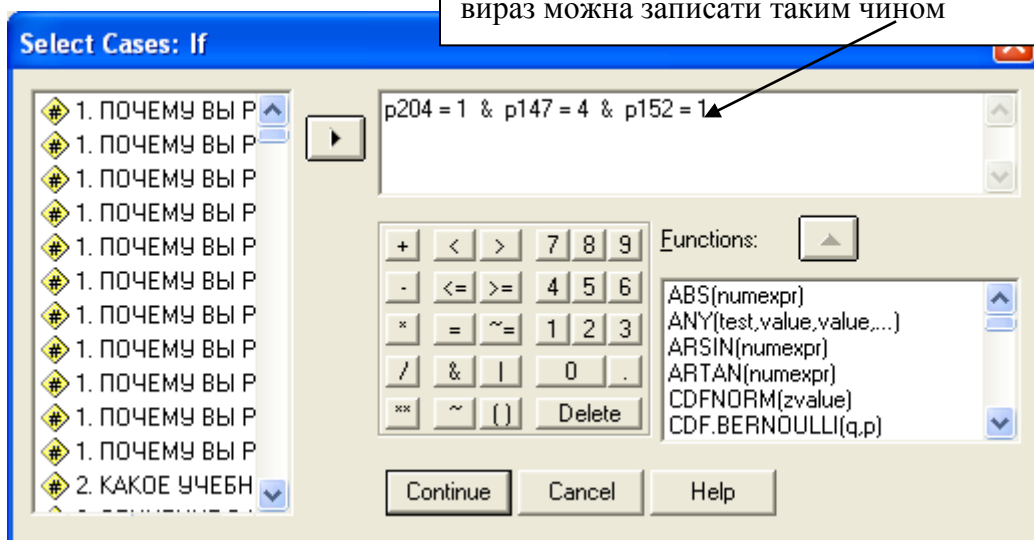 вираз можна записати таким чином
Select Cases: If
1. ПОЧЕМУ ВЫ Р
1. ПОЧЕМУ ВЫ Р
1. ПОЧЕМУ ВЫ Р
1. ПОЧЕМУ ВЫ Р
1. ПОЧЕМУ ВЫ Р
1. ПОЧЕМУ ВЫ Р
1. ПОЧЕМУ ВЫ Р
1. ПОЧЕМУ ВЫ Р
1. ПОЧЕМУ ВЫ Р
1. ПОЧЕМУ ВЫ Р
1. ПОЧЕМУ ВЫ Р
2. КАКОЕ УЧЕБН
p204 = 1 & p147 = 4 & p152 = 1
+ < > 7 8 9
- <= >= 4 5 6
* = ~= 1 2 3
/ & | 0 .
** ~ () Delete
Functions:
ABS(numexpr)
ANY(test,value,value,...)
ARSIN(numexpr)
ARTAN(numexpr)
CDFNORM(zvalue)
CDF.BERNOULLI(q,p)
Continue Cancel Help